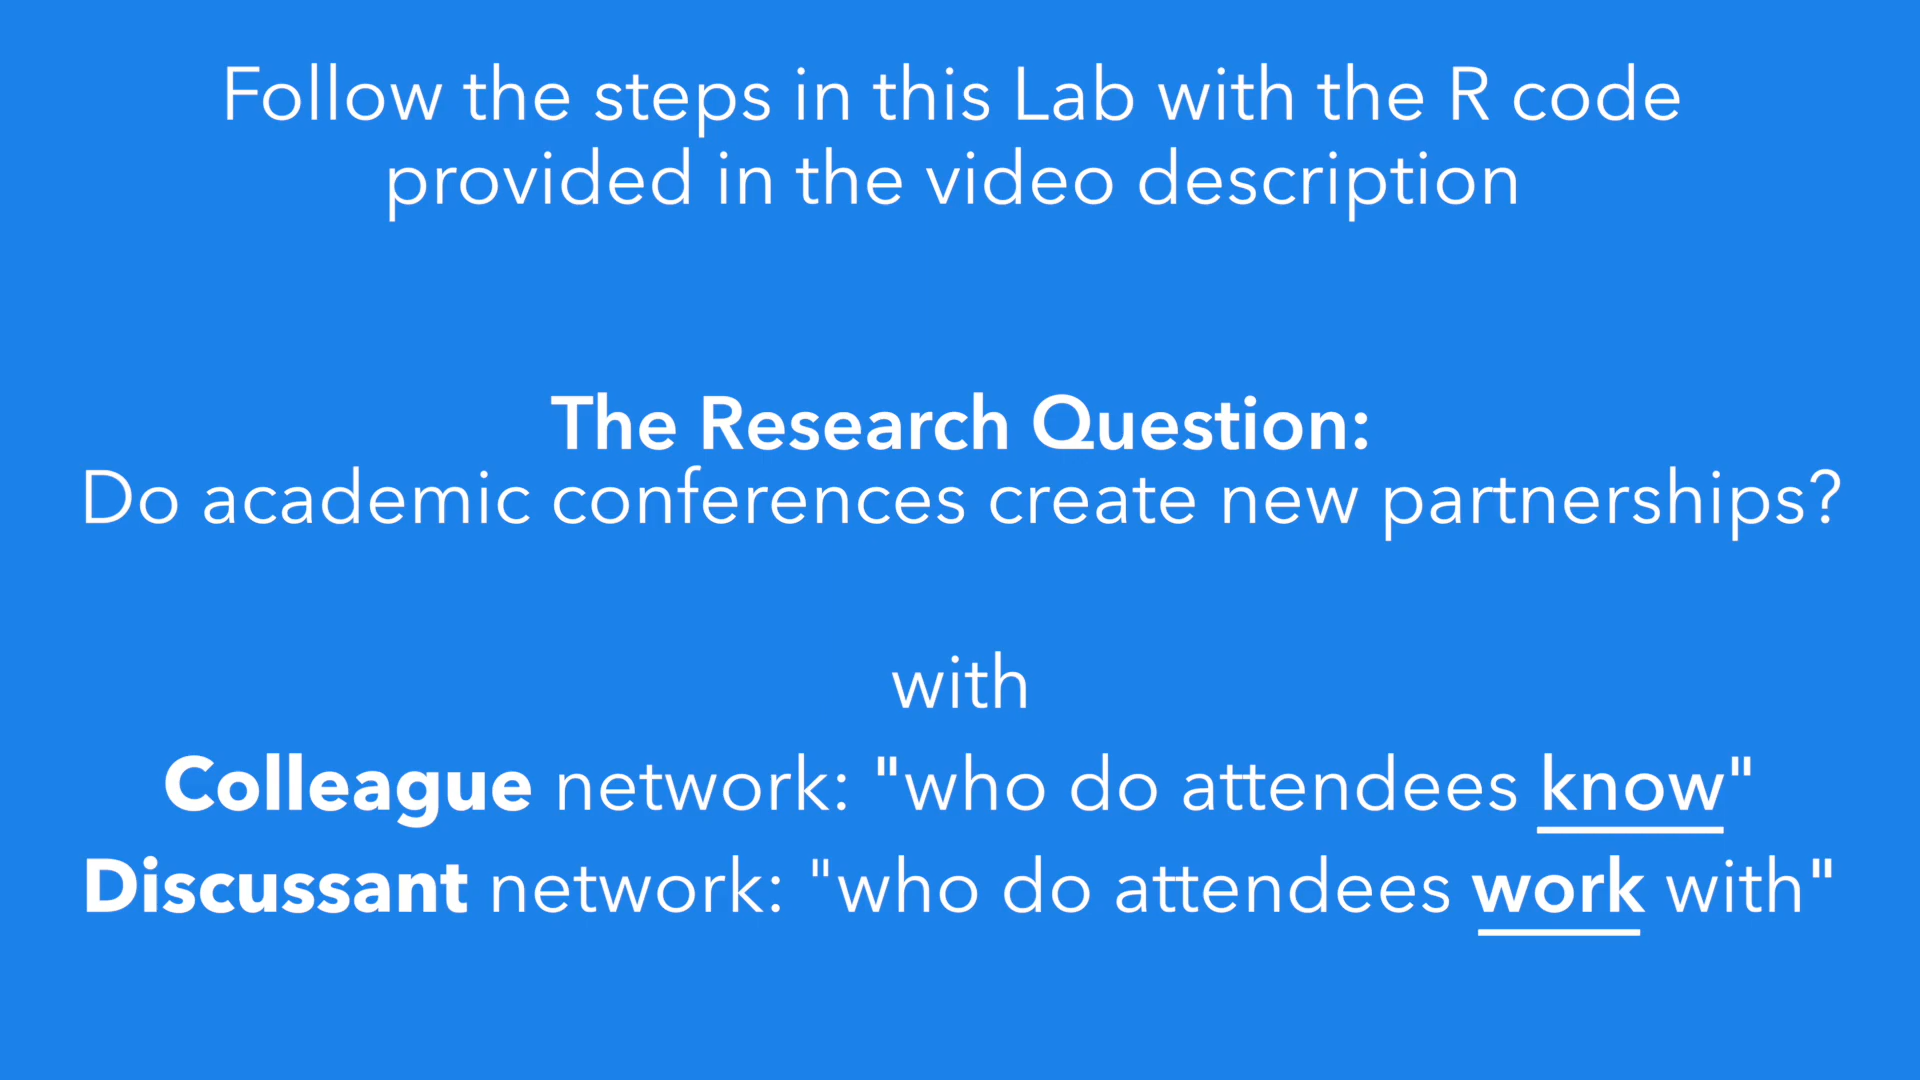 Follow the steps in this Lab with the R code
provided in the video description
The Research Question:
Do academic conferences create new partnerships?
with
Colleague network: "who do attendees know"
Discussant network: "who do attendees work with"